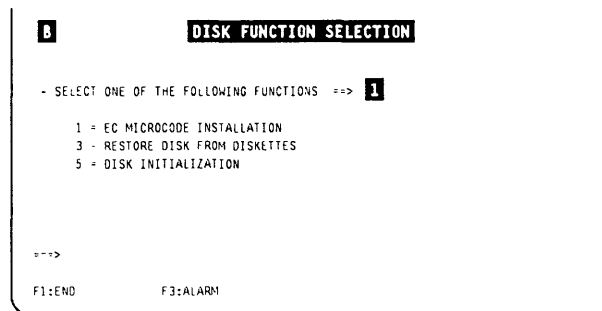 B DISK FUNCTION SELECTION
- SELECT ONE OF THE FOLLOWING FUNCTIONS ==> 1
1 = EC MICROCODE INSTALLATION
3 - RESTORE DISK FROM DISKETTES
5 = DISK INITIALIZATION
==>
F1:END F3:ALARM